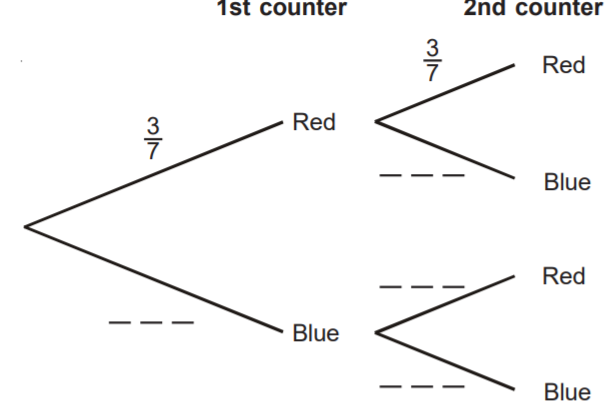 1st counter 2nd counter
3/7 Red
3/7 Red
_ _ _ Blue
_ _ _ Blue
_ _ _ Red
_ _ _ Blue